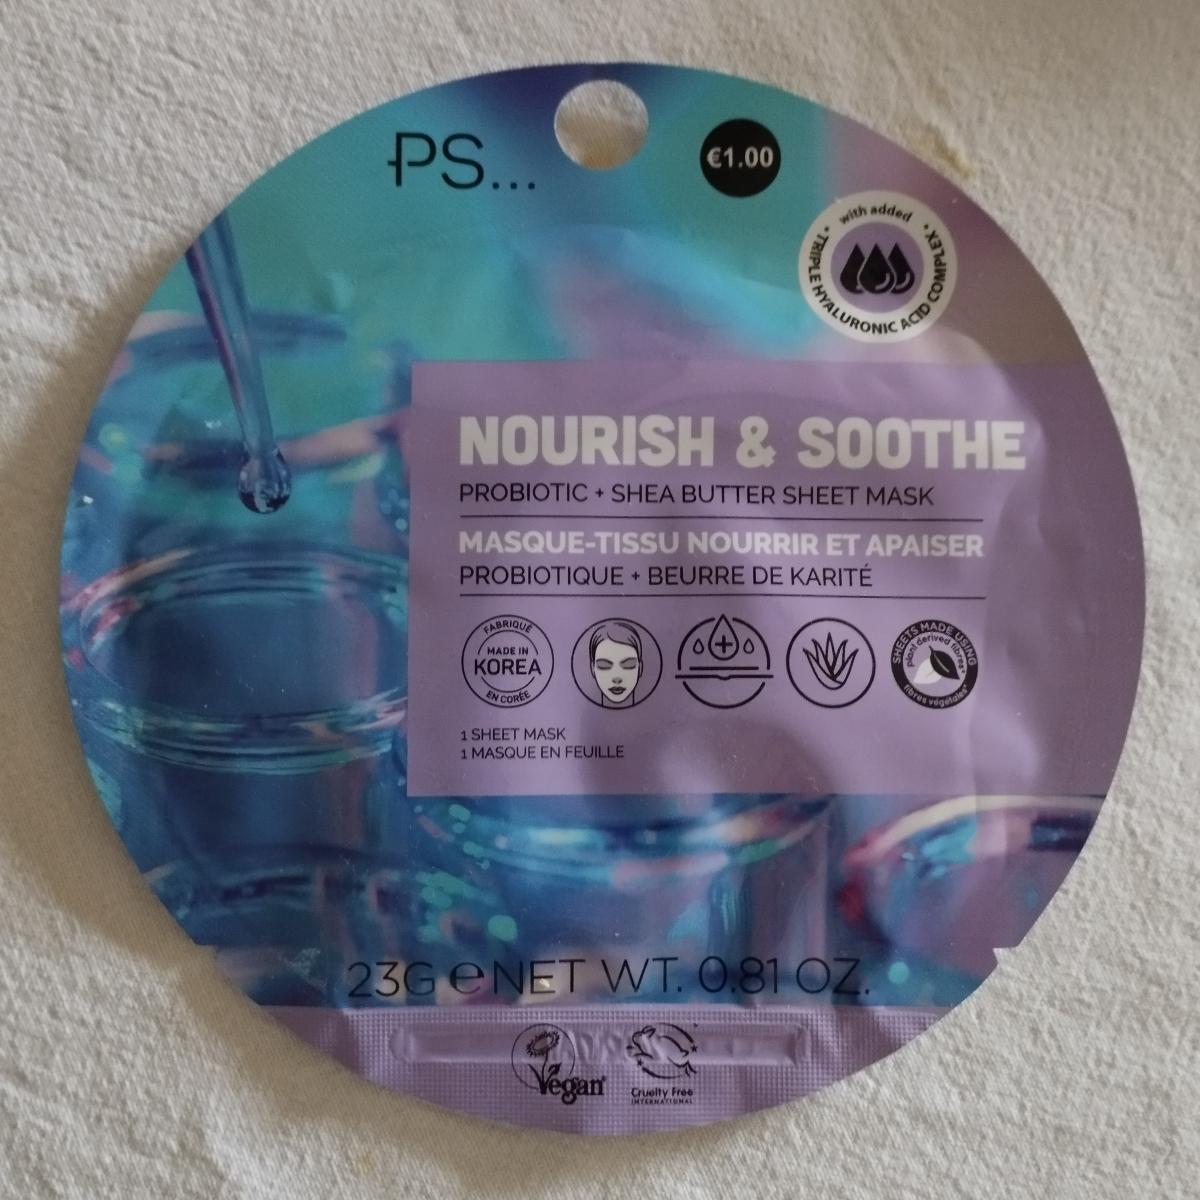 PS...
€1.00
with added
• TRIPLE HYALURONIC ACID COMPLEX •
NOURISH & SOOTHE
PROBIOTIC + SHEA BUTTER SHEET MASK
MASQUE-TISSU NOURRIR ET APAISER
PROBIOTIQUE + BEURRE DE KARITÉ
FABRIQUÉ
MADE IN
KOREA
EN CORÉE
SHEETS MADE USING
plant derived fibres*
fibres végétales*
1 SHEET MASK
1 MASQUE EN FEUILLE
23G ℮ NET WT. 0.81 OZ.
Vegan
Cruelty Free
INTERNATIONAL